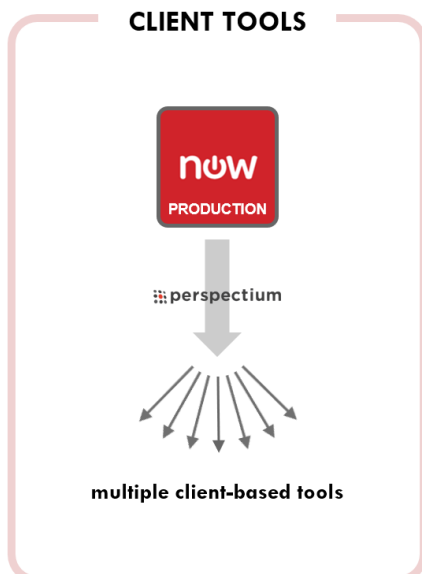 CLIENT TOOLS
now
PRODUCTION
perspectium
multiple client-based tools